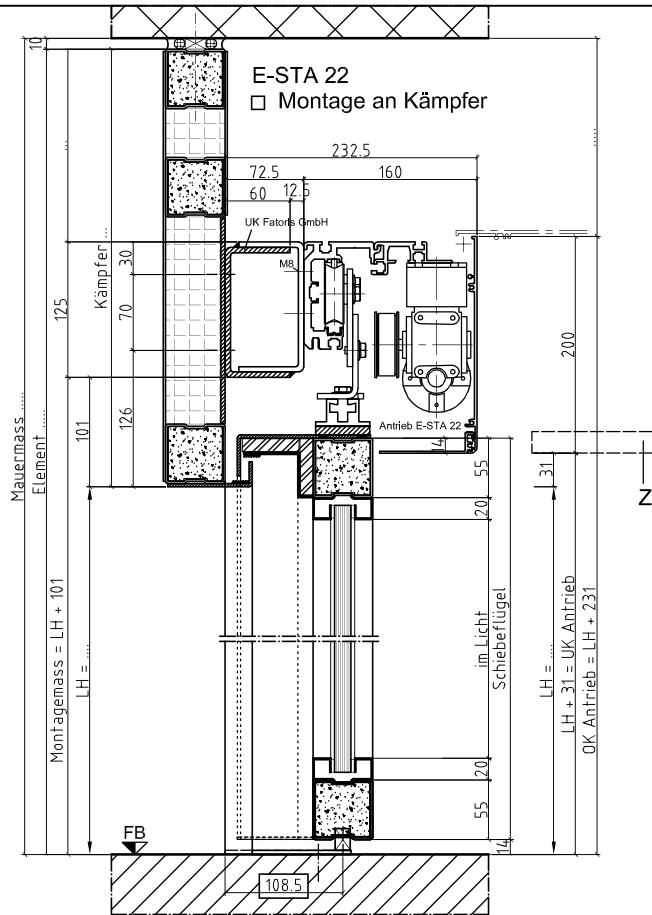 10
E-STA 22
□ Montage an Kämpfer
...
.....
232.5
72.5
160
60
12.5
UK Fatoris GmbH
M8
30
70
125
126
101
Kämpfer ...
200
Antrieb E-STA 22
14
55
31
20
Z
Mauermass .....
Element .....
Montagemass = LH + 101
LH = .....
im Licht
Schiebeflügel
LH = .....
LH + 31 = UK Antrieb
OK Antrieb = LH + 231
20
55
FB
14
108.5